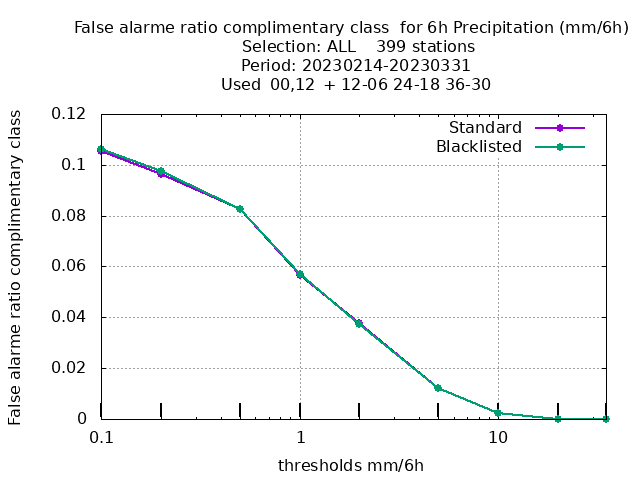 False alarme ratio complimentary class  for 6h Precipitation (mm/6h)
Selection: ALL    399 stations
Period: 20230214-20230331
Used  00,12  + 12-06 24-18 36-30
False alarme ratio complimentary class
0.12
0.1
0.08
0.06
0.04
0.02
0
Standard
Blacklisted
0.1
1
10
thresholds mm/6h